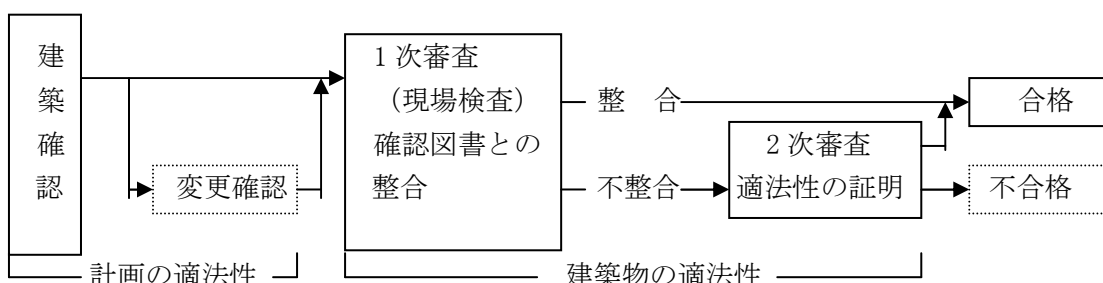 建築確認
変更確認
1次審査
（現場検査）
確認図書との
整合
整　合
不整合
2次審査
適法性の証明
合格
不合格
計画の適法性
建築物の適法性